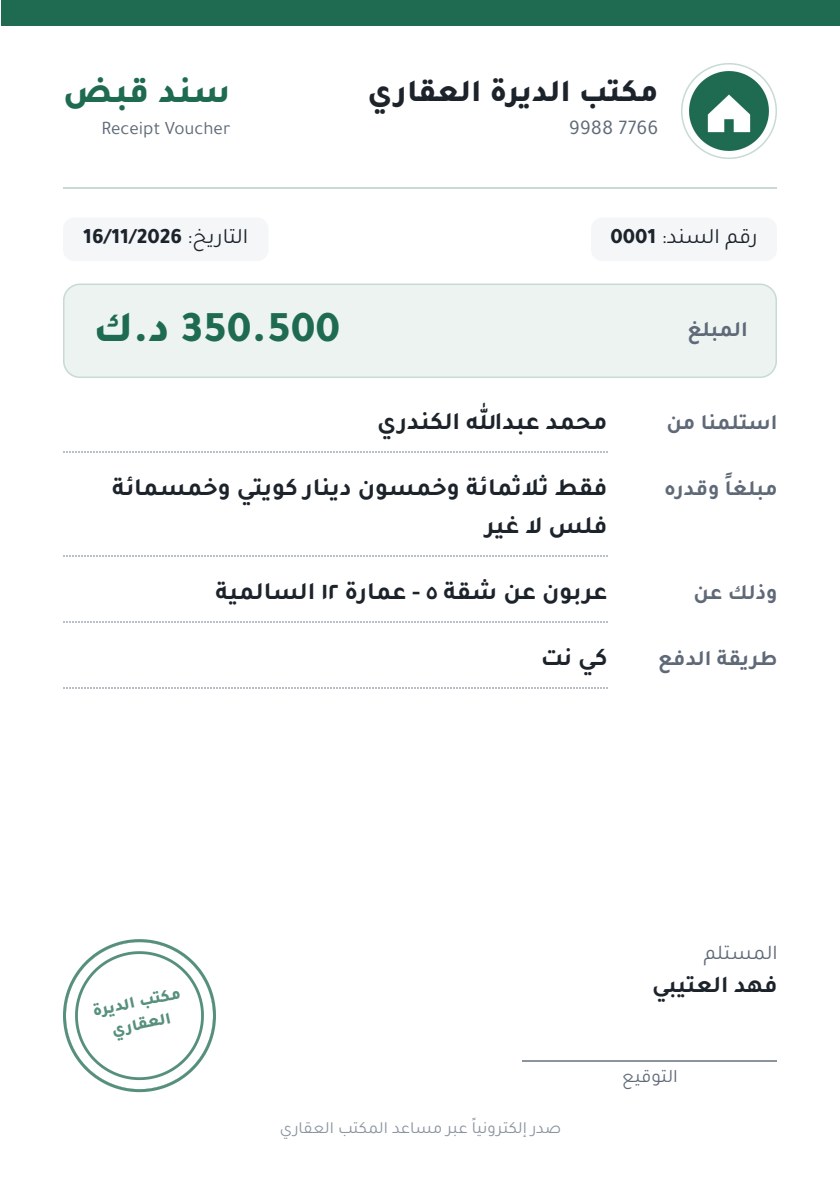 مكتب الديرة العقاري
9988 7766
سند قبض
Receipt Voucher
رقم السند: 0001
التاريخ: 16/11/2026
المبلغ
350.500 د.ك
استلمنا من
محمد عبدالله الكندري
مبلغاً وقدره
فقط ثلاثمائة وخمسون دينار كويتي وخمسمائة
فلس لا غير
وذلك عن
عربون عن شقة ٥ - عمارة ١٢ السالمية
طريقة الدفع
كي نت
المستلم
فهد العتيبي
التوقيع
مكتب الديرة
العقاري
صدر إلكترونياً عبر مساعد المكتب العقاري